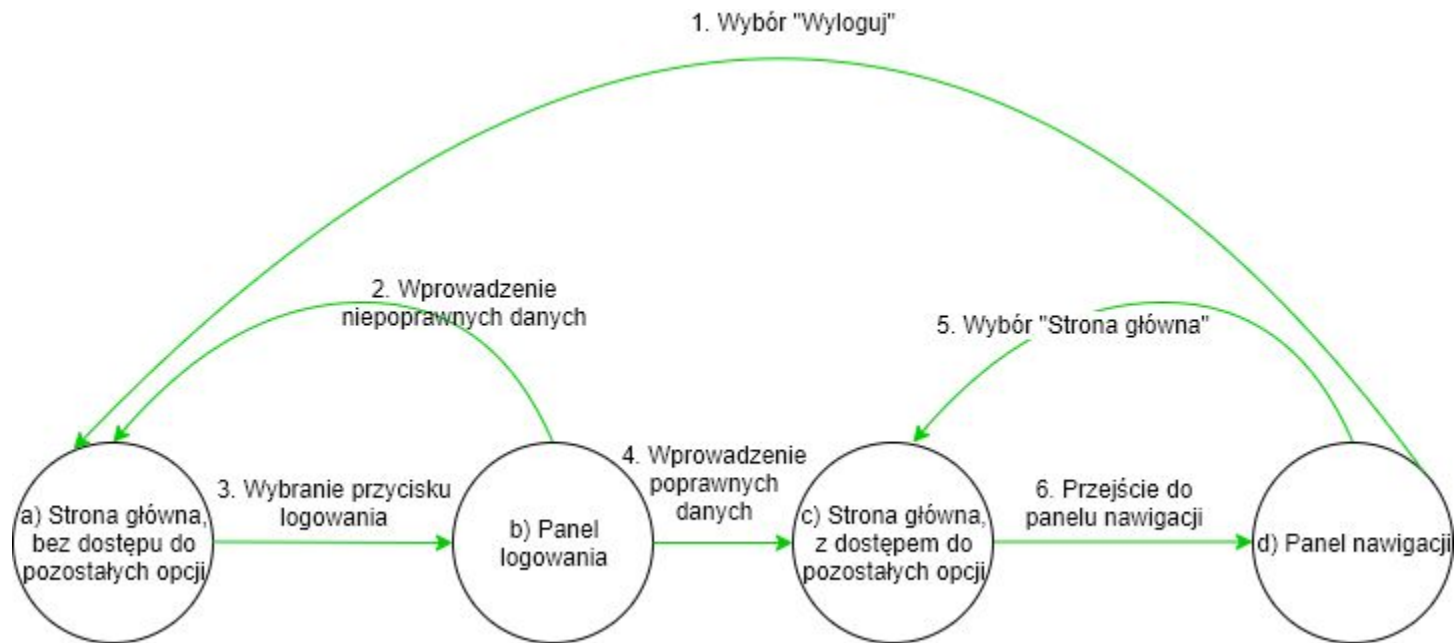 1. Wybór "Wyloguj"
2. Wprowadzenie
niepoprawnych danych
5. Wybór "Strona główna"
3. Wybranie przycisku
logowania
4. Wprowadzenie
poprawnych
danych
6. Przejście do
panelu nawigacji
a) Strona główna,
bez dostępu do
pozostałych opcji
b) Panel
logowania
c) Strona główna,
z dostępem do
pozostałych opcji
d) Panel nawigacji